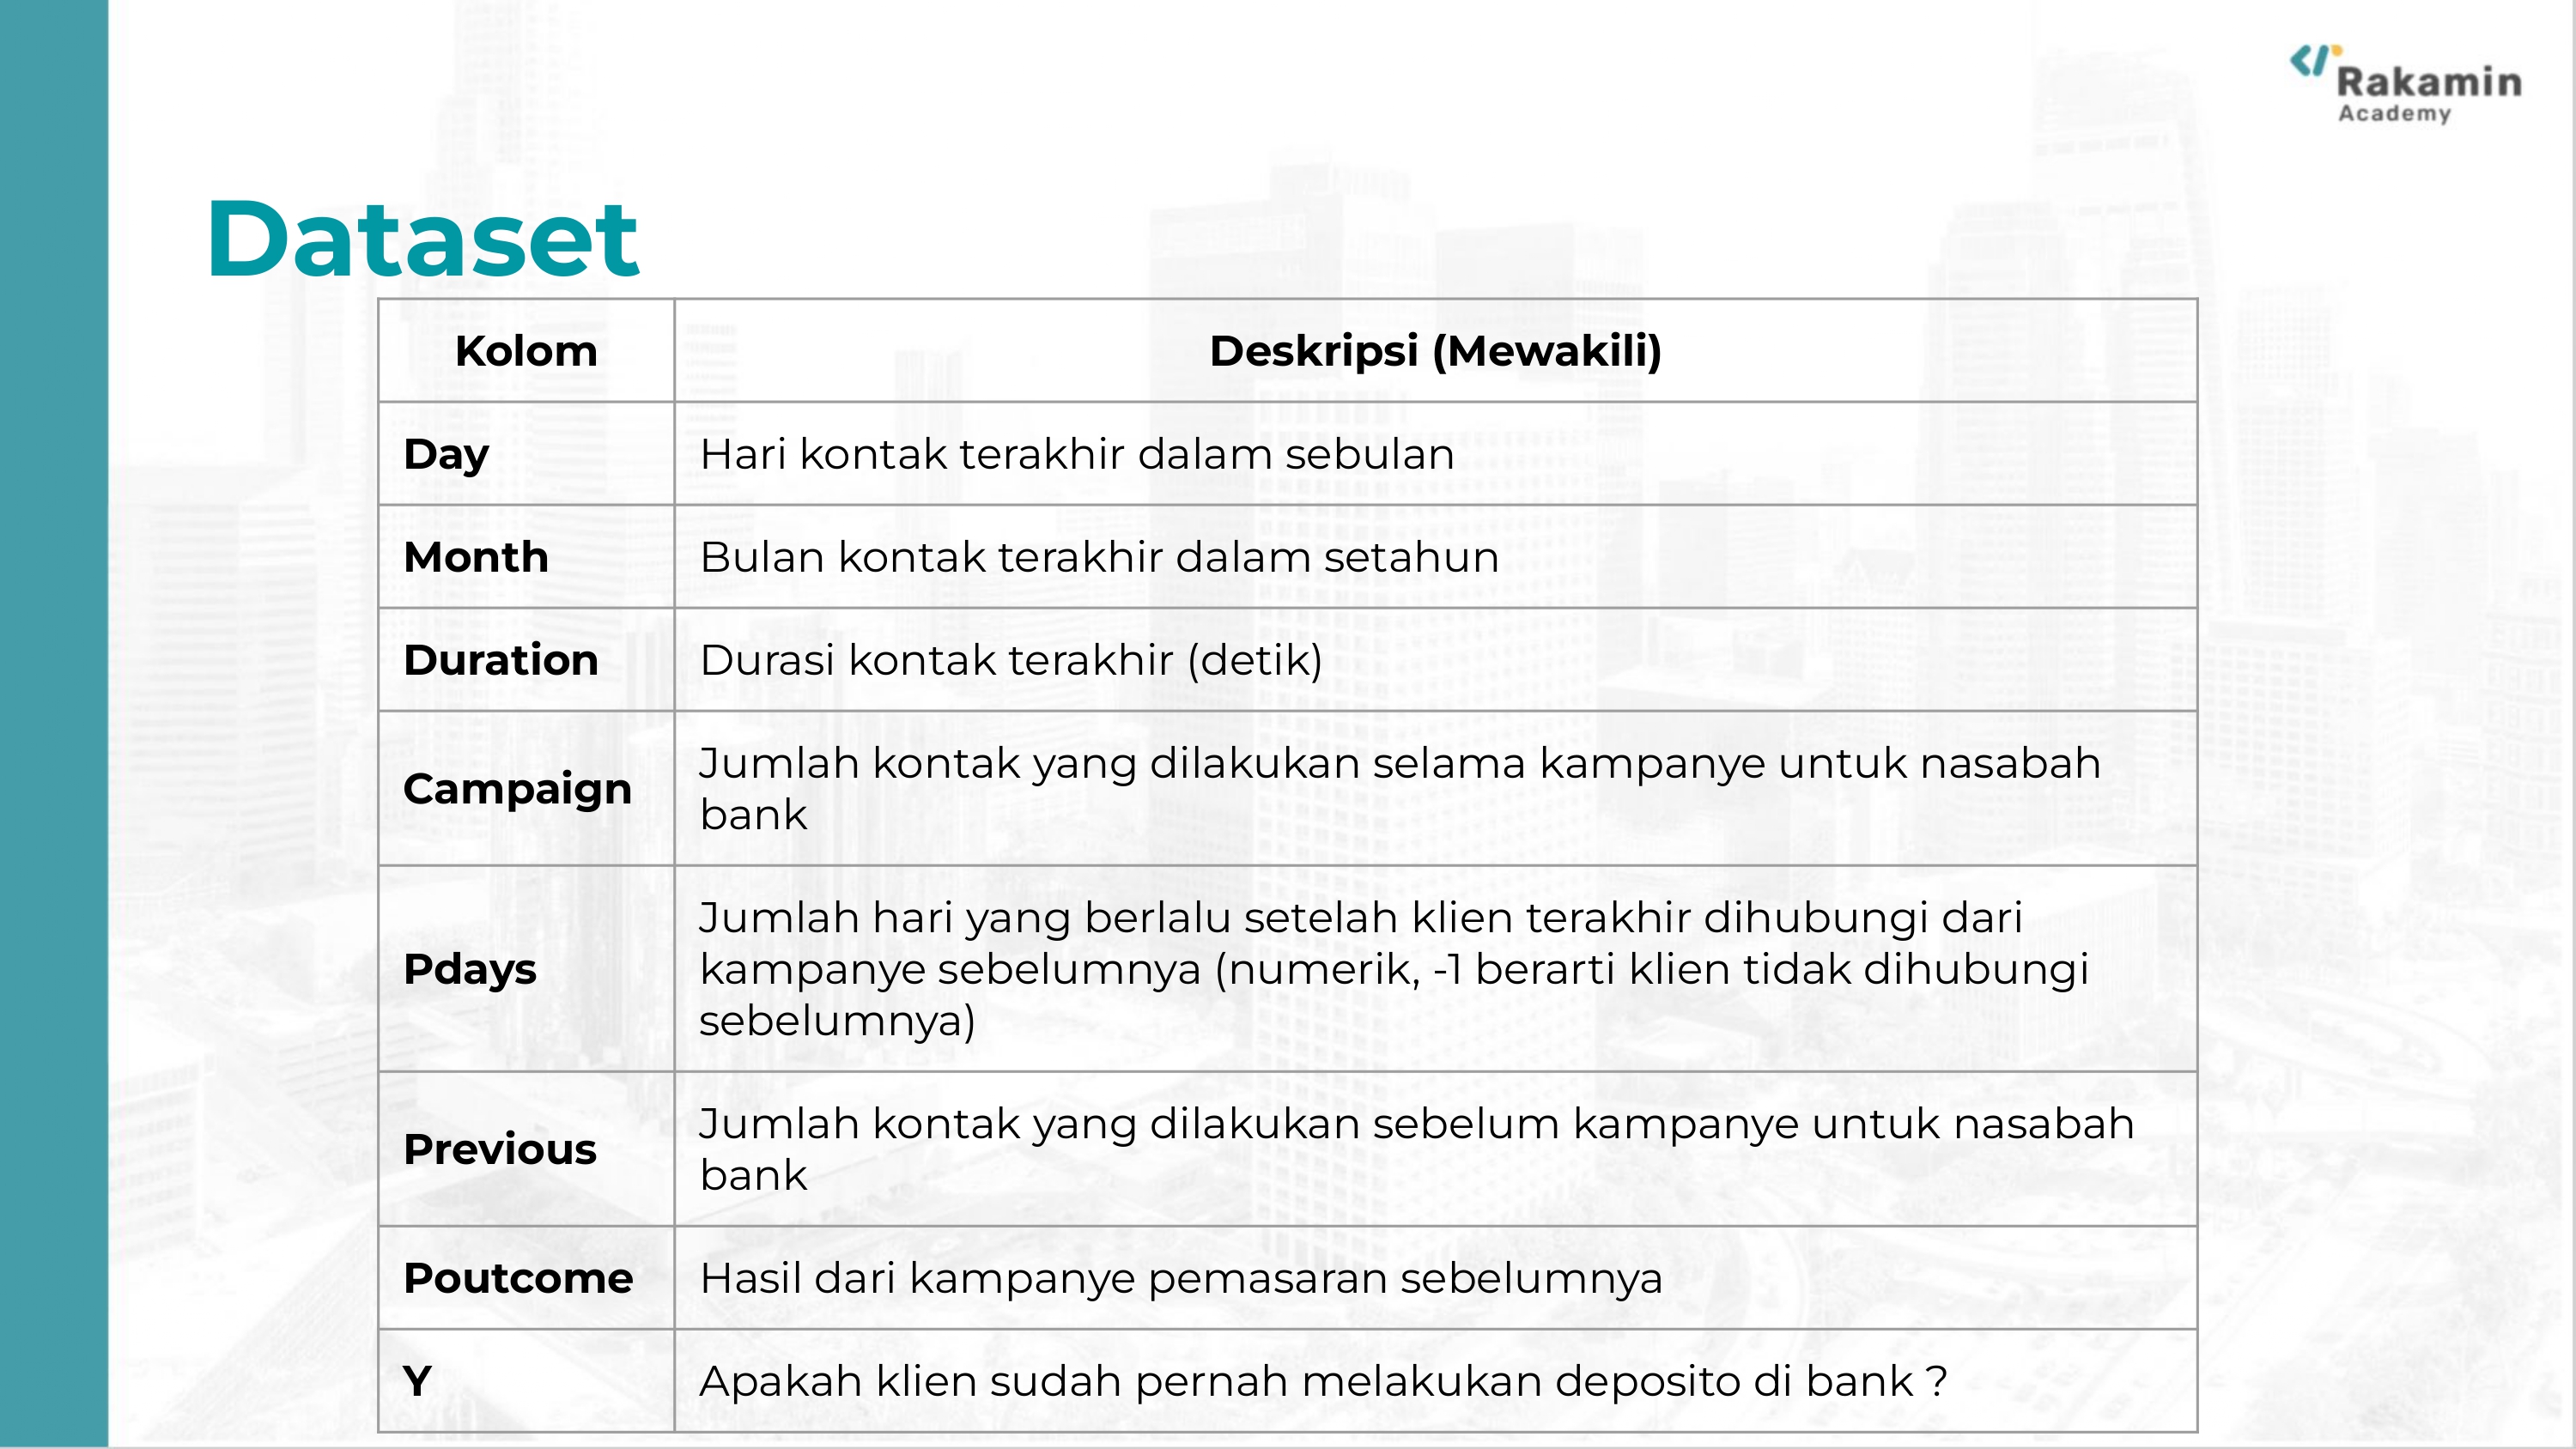 Rakamin
Academy
Dataset
Kolom
Deskripsi (Mewakili)
Day
Hari kontak terakhir dalam sebulan
Month
Bulan kontak terakhir dalam setahun
Duration
Durasi kontak terakhir (detik)
Campaign
Jumlah kontak yang dilakukan selama kampanye untuk nasabah
bank
Pdays
Jumlah hari yang berlalu setelah klien terakhir dihubungi dari
kampanye sebelumnya (numerik, -1 berarti klien tidak dihubungi
sebelumnya)
Previous
Jumlah kontak yang dilakukan sebelum kampanye untuk nasabah
bank
Poutcome
Hasil dari kampanye pemasaran sebelumnya
Y
Apakah klien sudah pernah melakukan deposito di bank ?